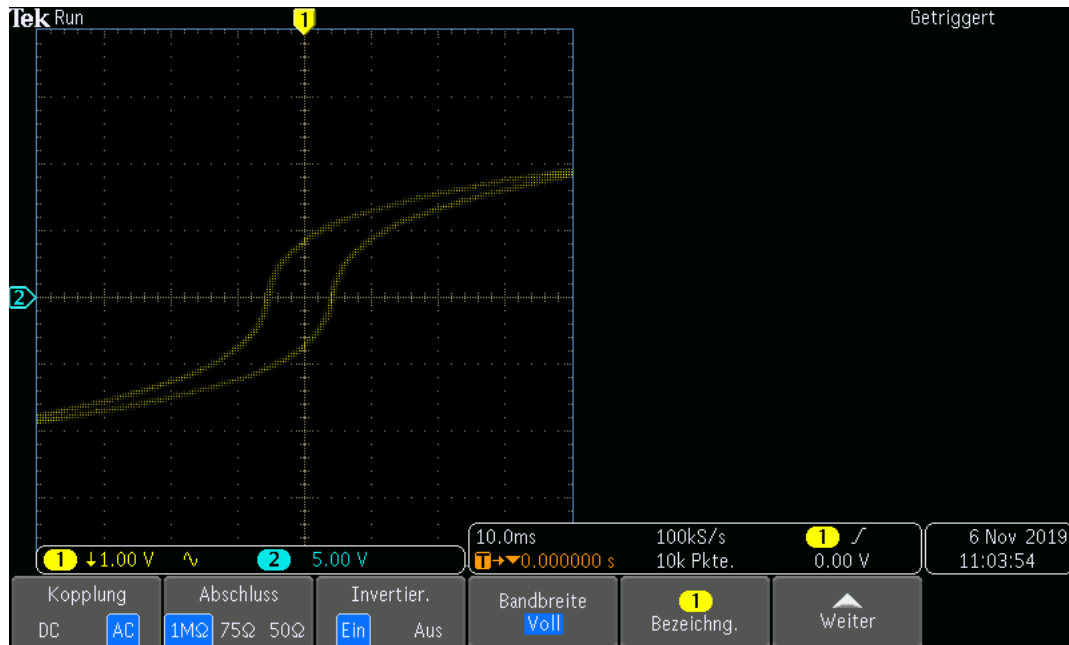 Tek Run
1
Getriggert
2
10.0ms 100kS/s 1 6 Nov 2019
1 ↓1.00 V 2 5.00 V T→▼0.000000 s 10k Pkte. 0.00 V 11:03:54
Kopplung Abschluss Invertier. Bandbreite 1
DC AC 1MΩ 75Ω 50Ω Ein Aus Voll Bezeichng. Weiter